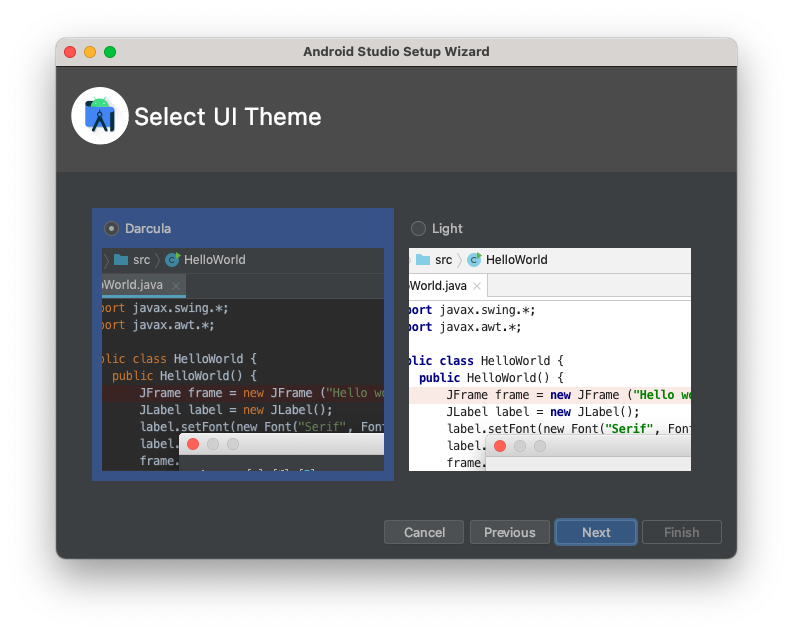 Android Studio Setup Wizard
Select UI Theme
Darcula
src HelloWorld
World.java
port javax.swing.*;
port javax.awt.*;
blic class HelloWorld {
public HelloWorld() {
JFrame frame = new JFrame ("Hello wo
JLabel label = new JLabel();
label.setFont(new Font("Serif", Font
label.
frame.
Light
src HelloWorld
World.java
port javax.swing.*;
port javax.awt.*;
blic class HelloWorld {
public HelloWorld() {
JFrame frame = new JFrame ("Hello wo
JLabel label = new JLabel();
label.setFont(new Font("Serif", Font
label.
frame.
Cancel Previous Next Finish